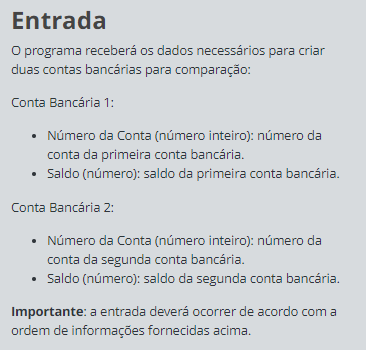 Entrada
O programa receberá os dados necessários para criar
duas contas bancárias para comparação:
Conta Bancária 1:
• Número da Conta (número inteiro): número da
conta da primeira conta bancária.
• Saldo (número): saldo da primeira conta bancária.
Conta Bancária 2:
• Número da Conta (número inteiro): número da
conta da segunda conta bancária.
• Saldo (número): saldo da segunda conta bancária.
Importante: a entrada deverá ocorrer de acordo com a
ordem de informações fornecidas acima.